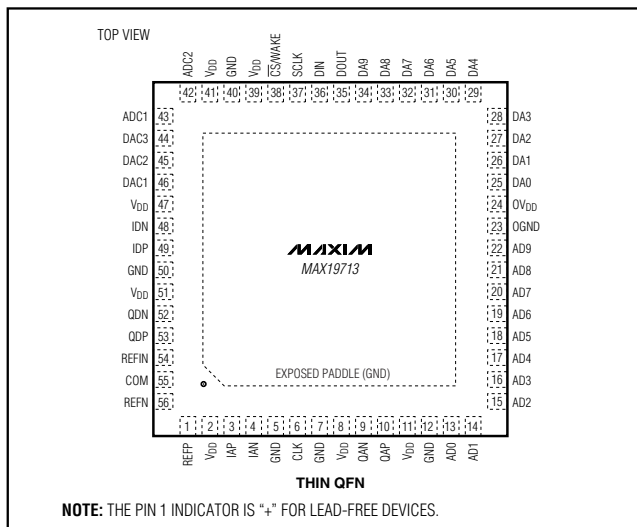 TOP VIEW
ADC2
VDD
GND
VDD
CS/WAKE
SCLK
DIN
DOUT
DA9
DA8
DA7
DA6
DA5
DA4
42 41 40 39 38 37 36 35 34 33 32 31 30 29
ADC1 43
DAC3 44
DAC2 45
DAC1 46
VDD 47
IDN 48
IDP 49
GND 50
VDD 51
QDN 52
QDP 53
REFIN 54
COM 55
REFN 56
28 DA3
27 DA2
26 DA1
25 DA0
24 OVDD
23 OGND
22 AD9
21 AD8
20 AD7
19 AD6
18 AD5
17 AD4
16 AD3
15 AD2
MAXIM
MAX19713
EXPOSED PADDLE (GND)
1 2 3 4 5 6 7 8 9 10 11 12 13 14
REFP
VDD
IAP
IAN
GND
CLK
GND
VDD
QAN
QAP
VDD
GND
AD0
AD1
THIN QFN
NOTE: THE PIN 1 INDICATOR IS “+” FOR LEAD-FREE DEVICES.